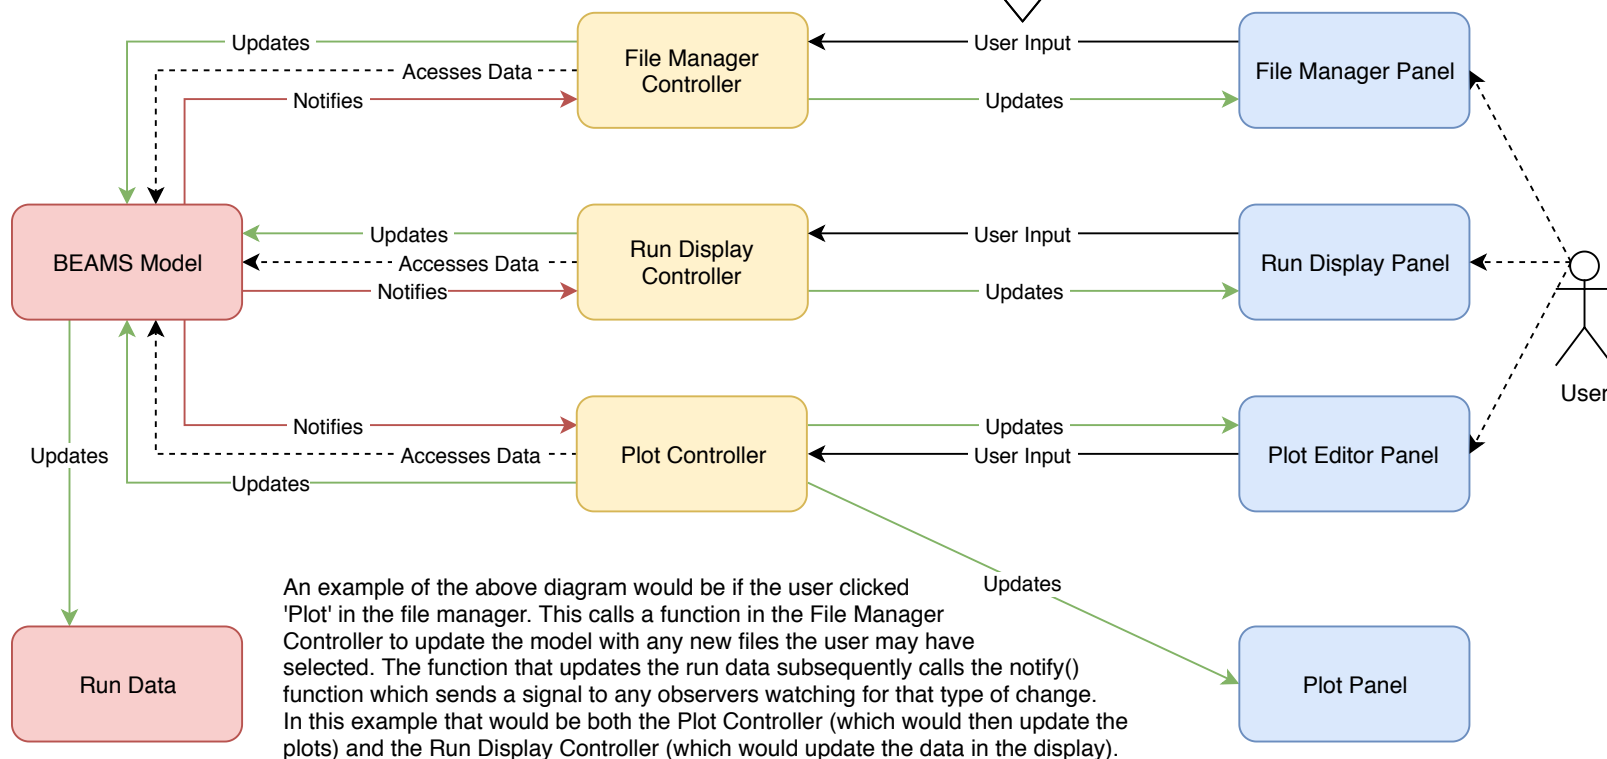 Updates
User Input
File Manager
Controller
File Manager Panel
Acesses Data
Notifies
Updates
BEAMS Model
Updates
User Input
Run Display
Controller
Run Display Panel
Accesses Data
Notifies
Updates
User
Notifies
Updates
Accesses Data
Plot Controller
User Input
Plot Editor Panel
Updates
Updates
Updates
An example of the above diagram would be if the user clicked
'Plot' in the file manager. This calls a function in the File Manager
Controller to update the model with any new files the user may have
selected. The function that updates the run data subsequently calls the notify()
function which sends a signal to any observers watching for that type of change.
In this example that would be both the Plot Controller (which would then update the
plots) and the Run Display Controller (which would update the data in the display).
Run Data
Plot Panel